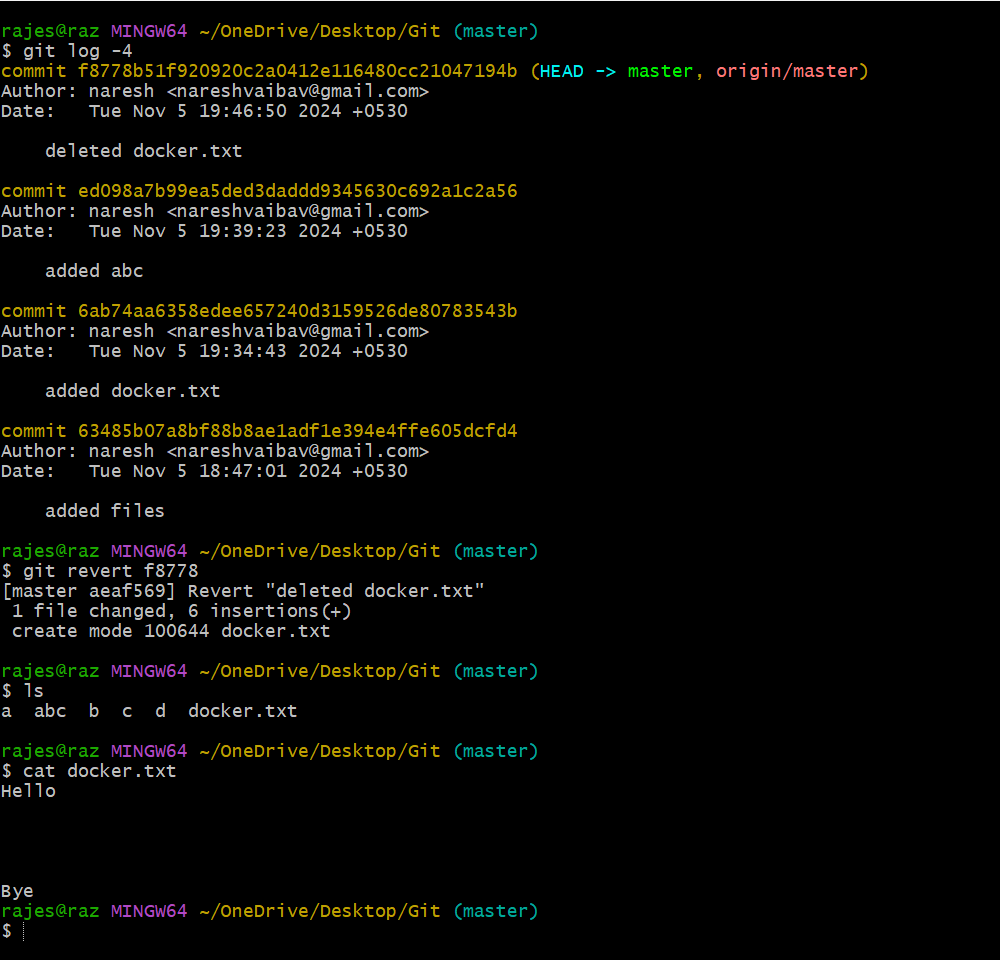 rajes@raz MINGW64 ~/OneDrive/Desktop/Git (master)
$ git log -4
commit f8778b51f920920c2a0412e116480cc21047194b (HEAD -> master, origin/master)
Author: naresh <nareshvaibav@gmail.com>
Date:   Tue Nov 5 19:46:50 2024 +0530

    deleted docker.txt

commit ed098a7b99ea5ded3daddd9345630c692a1c2a56
Author: naresh <nareshvaibav@gmail.com>
Date:   Tue Nov 5 19:39:23 2024 +0530

    added abc

commit 6ab74aa6358edee657240d3159526de80783543b
Author: naresh <nareshvaibav@gmail.com>
Date:   Tue Nov 5 19:34:43 2024 +0530

    added docker.txt

commit 63485b07a8bf88b8ae1adf1e394e4ffe605dcfd4
Author: naresh <nareshvaibav@gmail.com>
Date:   Tue Nov 5 18:47:01 2024 +0530

    added files

rajes@raz MINGW64 ~/OneDrive/Desktop/Git (master)
$ git revert f8778
[master aeaf569] Revert "deleted docker.txt"
 1 file changed, 6 insertions(+)
 create mode 100644 docker.txt

rajes@raz MINGW64 ~/OneDrive/Desktop/Git (master)
$ ls
a  abc  b  c  d  docker.txt

rajes@raz MINGW64 ~/OneDrive/Desktop/Git (master)
$ cat docker.txt
Hello




Bye
rajes@raz MINGW64 ~/OneDrive/Desktop/Git (master)
$